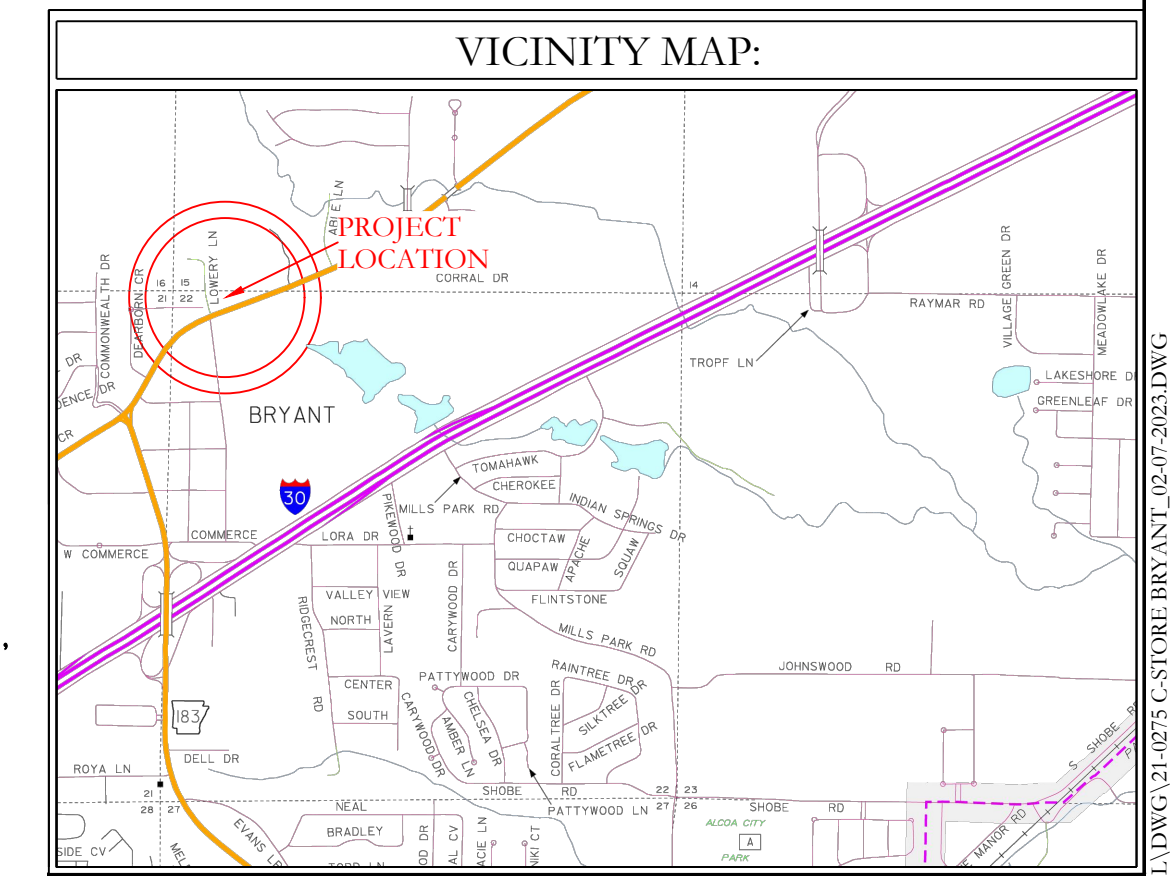 VICINITY MAP:
PROJECT
LOCATION
LOWERY LN
COMMONWEALTH DR
DEARBORN CR
16 15
21 22
CORRAL DR
14
RAYMAR RD
VILLAGE GREEN DR
MEADOWLAKE DR
TROPF LN
LAKESHORE
GREENLEAF DR
DR
CR
BRYANT
30
TOMAHAWK
CHEROKEE
MILLS PARK RD
INDIAN SPRINGS DR
PIKEWOOD DR
COMMERCE
W COMMERCE
LORA DR
CHOCTAW
APACHE
SQUAW
QUAPAW
FLINTSTONE
VALLEY VIEW
NORTH
LAVERN
CARYWOOD DR
RIDGECREST RD
MILLS PARK RD
JOHNSWOOD RD
CENTER
SOUTH
PATTYWOOD DR
RAINTREE DR
CARYWOOD DR
AMBER LN
CHELSEA DR
CORALTREE DR
SILKTREE DR
FLAMETREE DR
183
DELL DR
ROYA LN
S SHOBE
21
28 27
SHOBE RD
22 23
27 26
SHOBE RD
PATTYWOOD LN
NEAL
BRADLEY
EVANS
ALCOA CITY
A
PARK
MANOR RD
SIDE CV
L\DWG\21-0275 C-STORE BRYANT_02-07-2023.DWG